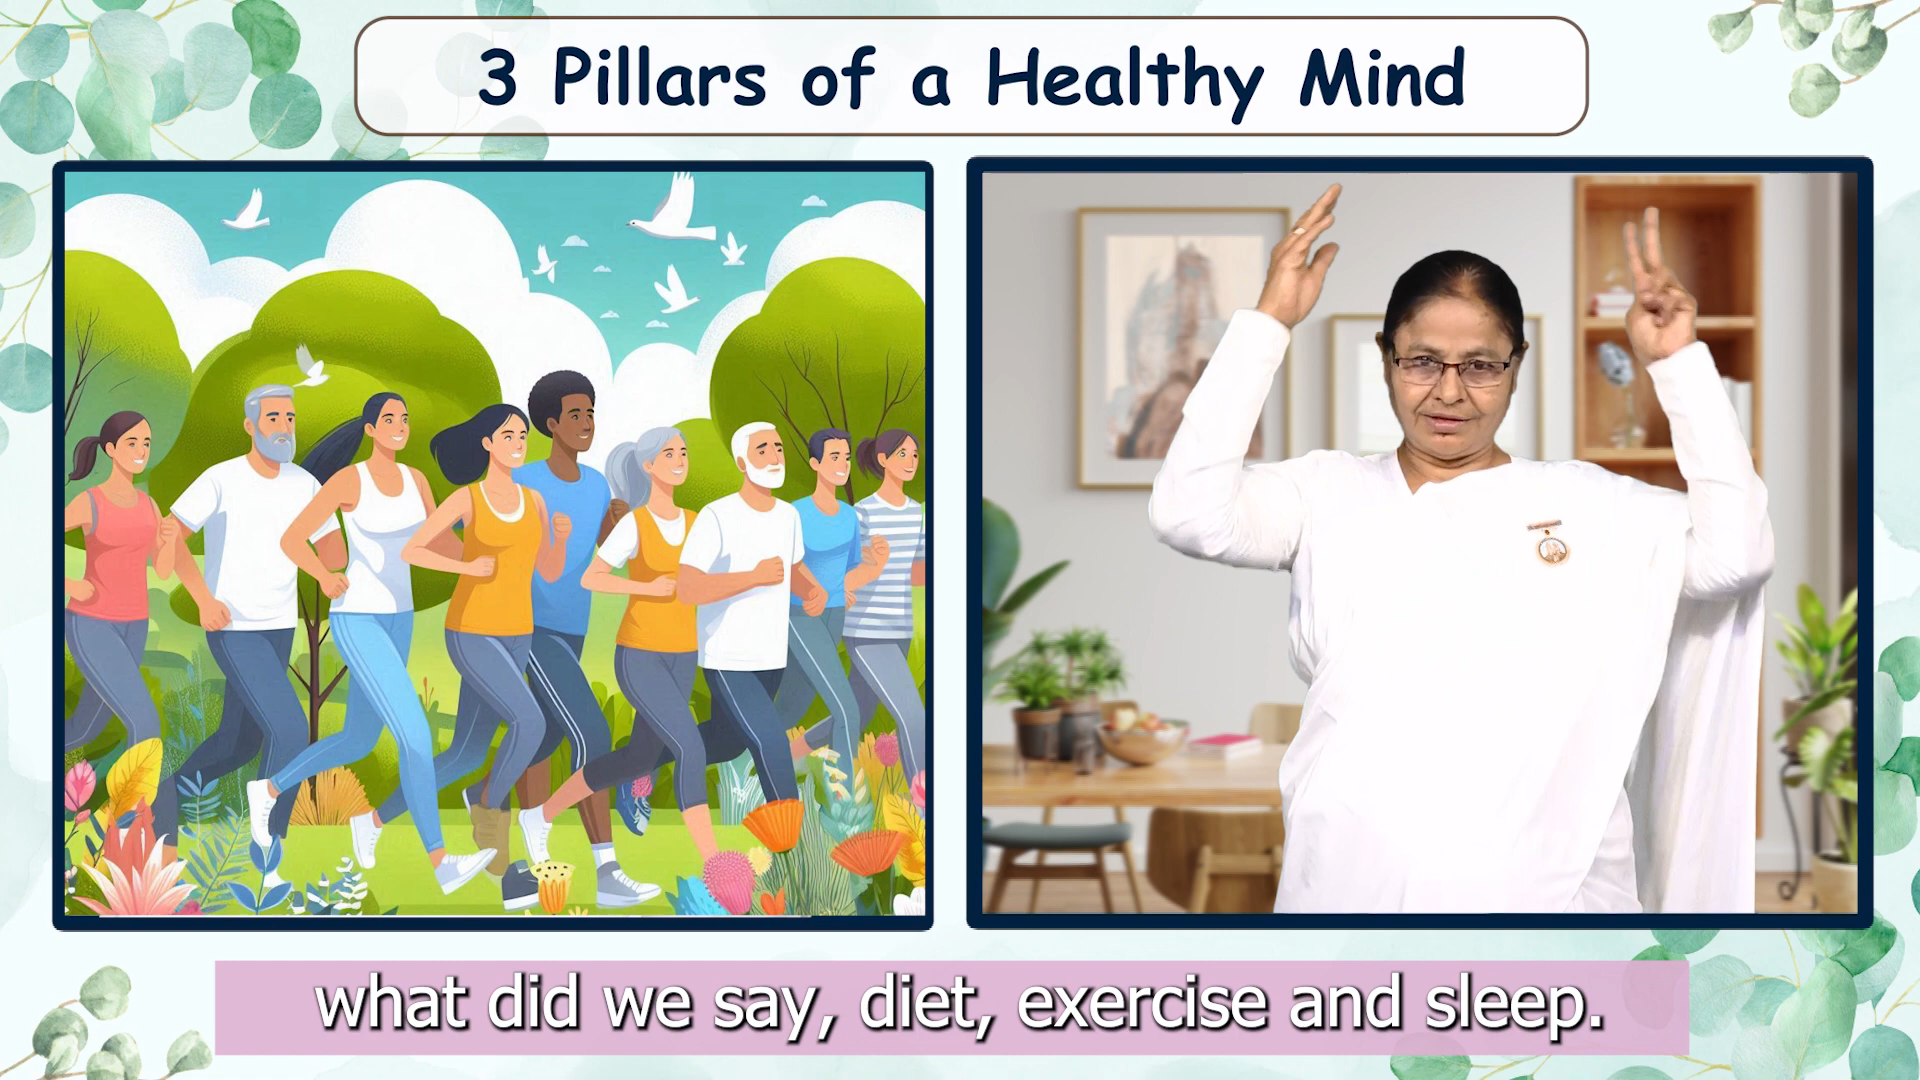 3 Pillars of a Healthy Mind
what did we say, diet, exercise and sleep.